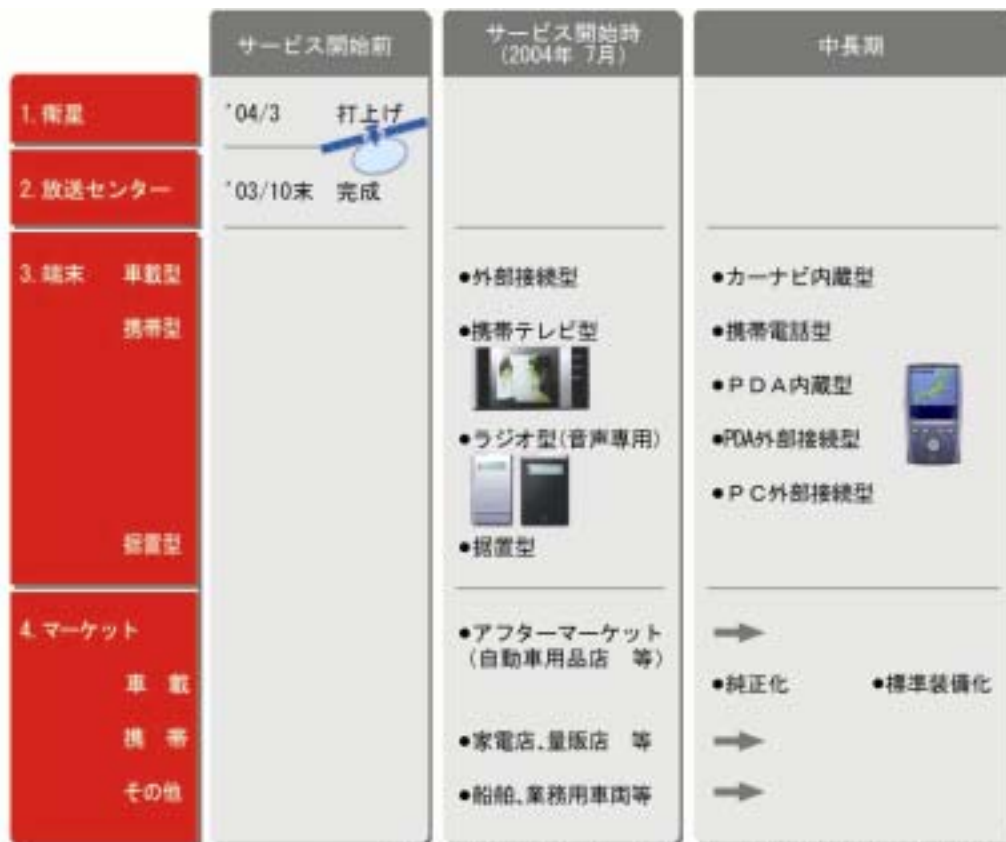 サービス開始前
サービス開始時
(2004年 7月)
中長期
1. 衛星
'04/3 打上げ
2. 放送センター
'03/10末 完成
3. 端末 車載型
●外部接続型
●カーナビ内蔵型
携帯型
●携帯テレビ型
●携帯電話型
●ＰＤＡ内蔵型
●ラジオ型(音声専用)
●PDA外部接続型
●ＰＣ外部接続型
据置型
●据置型
4. マーケット
●アフターマーケット
(自動車用品店 等)
車 載
●純正化 ●標準装備化
携 帯
●家電店、量販店 等
その他
●船舶、業務用車両等